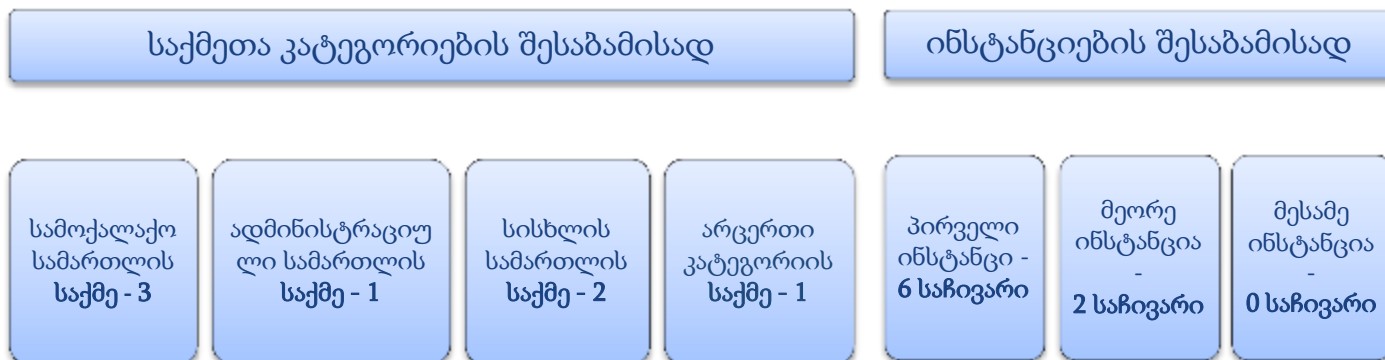 საქმეთა კატეგორიების შესაბამისად
ინსტანციების შესაბამისად
სამოქალაქო
სამართლის
საქმე - 3
ადმინისტრაციუ
ლი სამართლის
საქმე - 1
სისხლის
სამართლის
საქმე - 2
არცერთი
კატეგორიის
საქმე - 1
პირველი
ინსტანცი -
6 საჩივარი
მეორე
ინსტანცია
-
2 საჩივარი
მესამე
ინსტანცია
-
0 საჩივარი